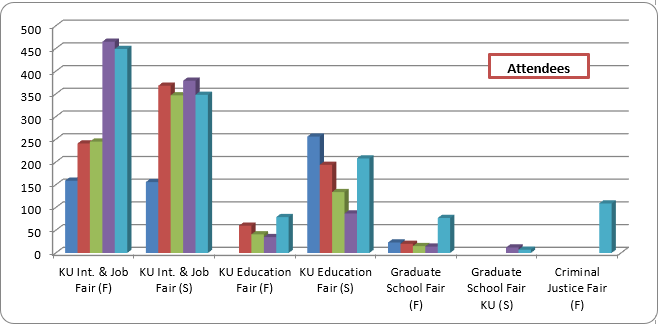 500
450
400
350
300
250
200
150
100
50
0
Attendees
KU Int. & Job
Fair (F)
KU Int. & Job
Fair (S)
KU Education
Fair (F)
KU Education
Fair (S)
Graduate
School Fair
(F)
Graduate
School Fair
KU (S)
Criminal
Justice Fair
(F)